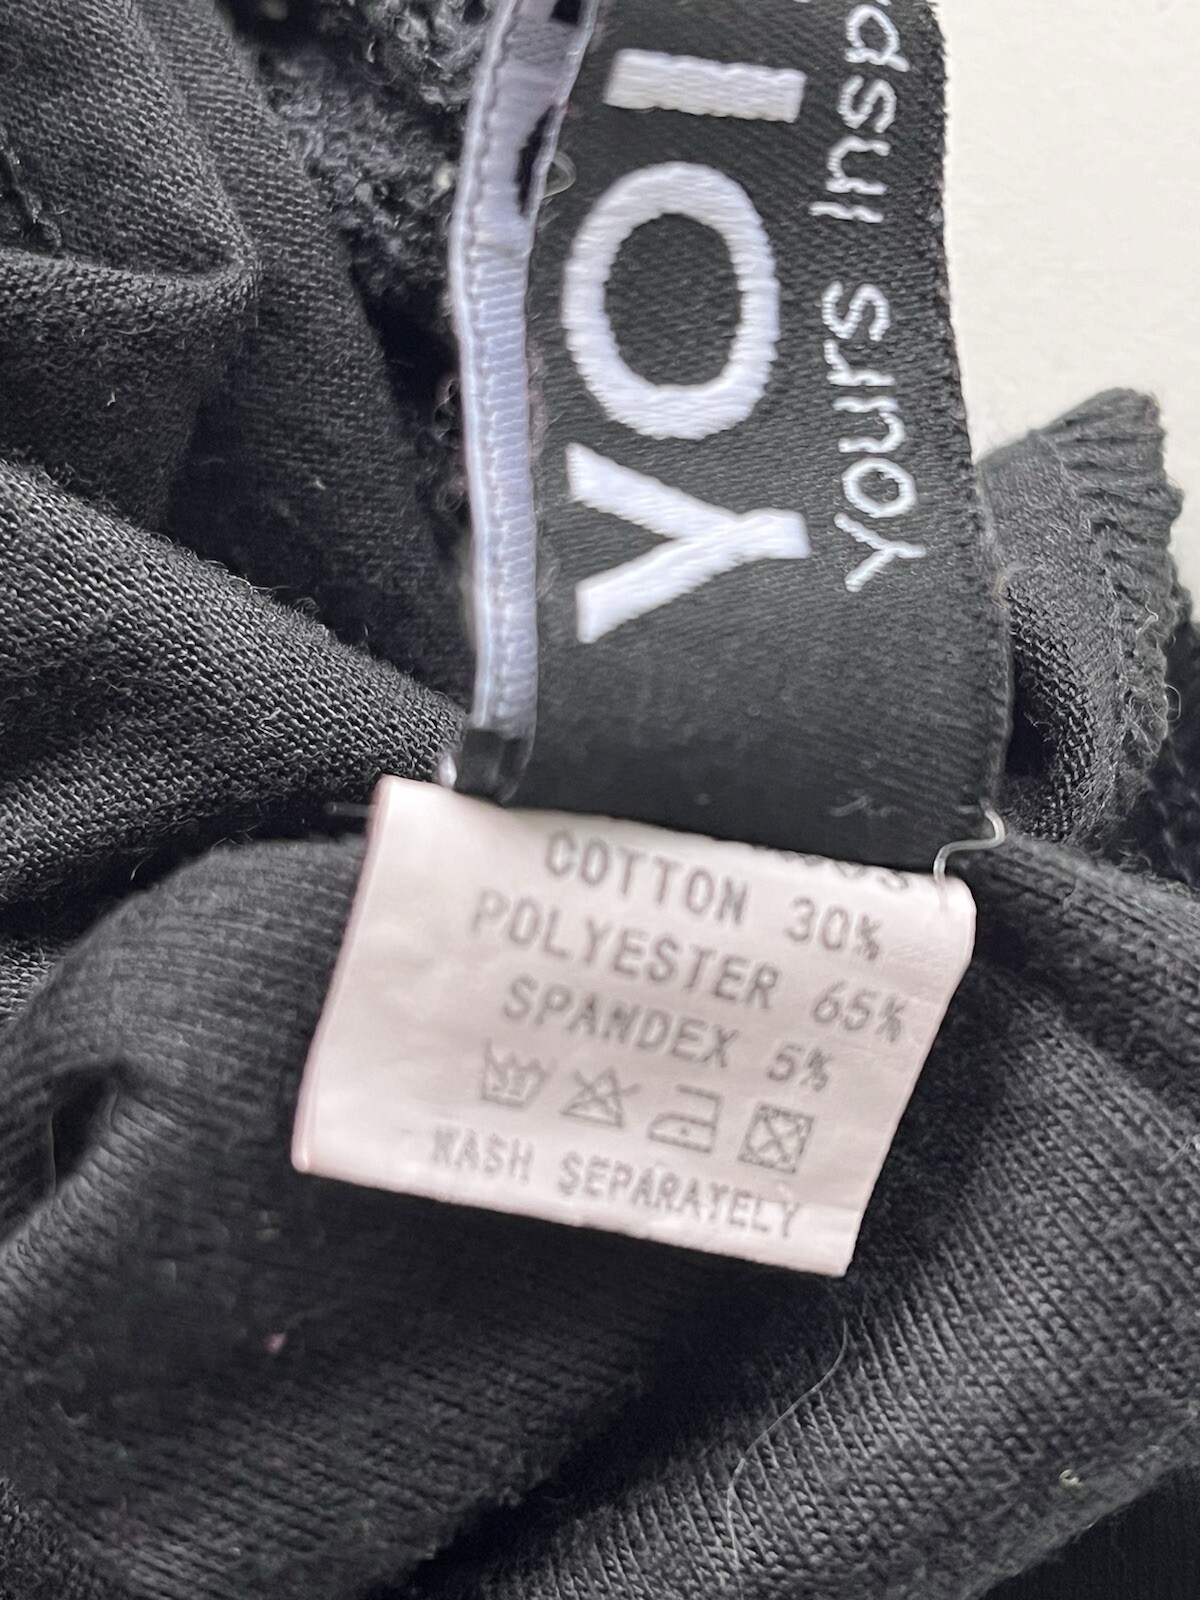 YOI
Yours Insp
COTTON 30%
POLYESTER 65%
SPANDEX 5%
WASH SEPARATELY